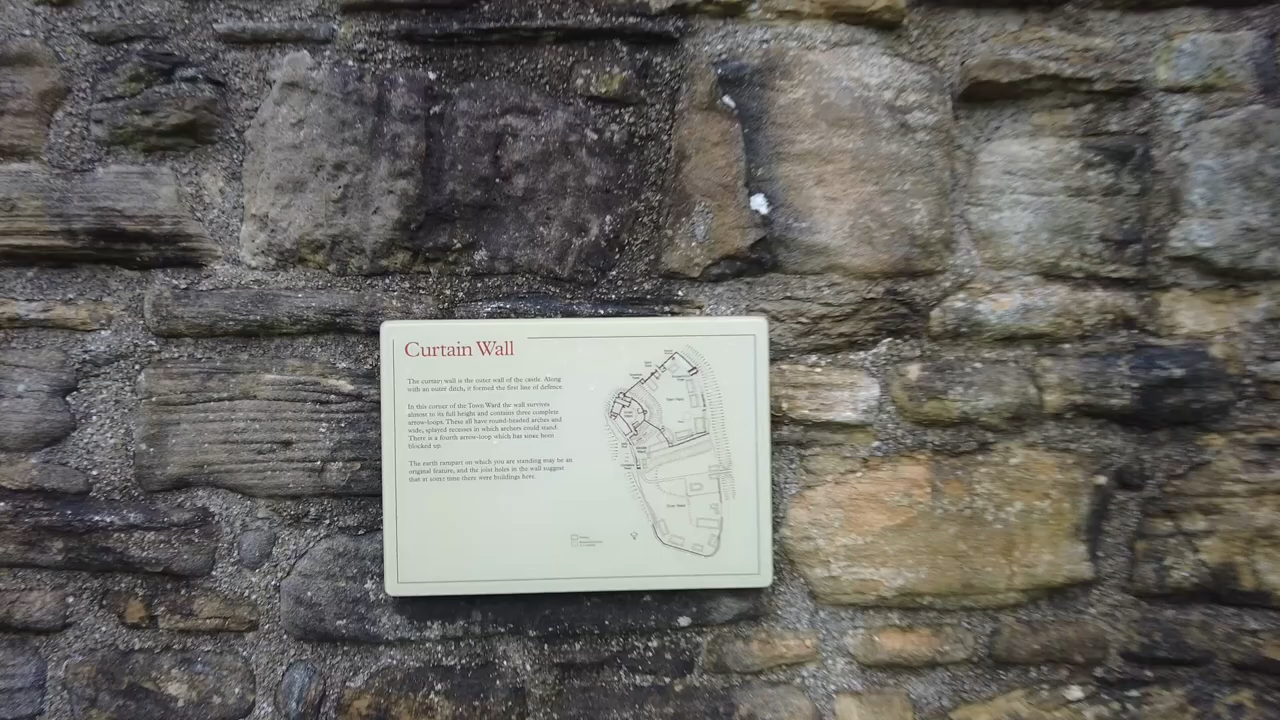 Curtain Wall
The curtain wall is the outer wall of the castle. Along
with an outer ditch, it formed the first line of defence.
In this corner of the Town Ward the wall survives
almost to its full height and contains three complete
arrow-loops. These all have round-headed arches and
wide, splayed recesses in which archers could stand.
There is a fourth arrow-loop which has since been
blocked up.
The earth rampart on which you are standing may be an
original feature, and the joist holes in the wall suggest
that at some time there were buildings here.
Town Ward
River Ward